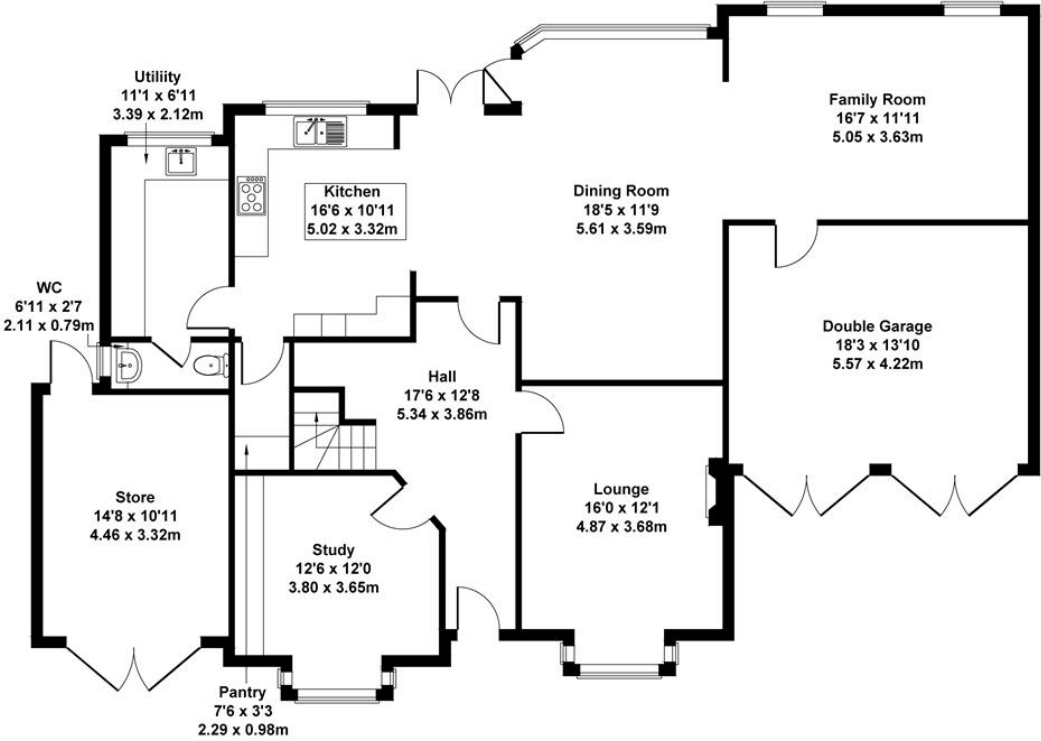 Utiliity
11'1 x 6'11
3.39 x 2.12m
Family Room
16'7 x 11'11
5.05 x 3.63m
Kitchen
16'6 x 10'11
5.02 x 3.32m
Dining Room
18'5 x 11'9
5.61 x 3.59m
WC
6'11 x 2'7
2.11 x 0.79m
Double Garage
18'3 x 13'10
5.57 x 4.22m
Hall
17'6 x 12'8
5.34 x 3.86m
Store
14'8 x 10'11
4.46 x 3.32m
Lounge
16'0 x 12'1
4.87 x 3.68m
Study
12'6 x 12'0
3.80 x 3.65m
Pantry
7'6 x 3'3
2.29 x 0.98m